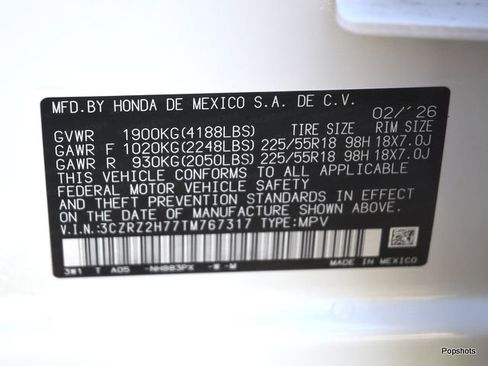 MFD.BY HONDA DE MEXICO S.A. DE C.V. 02/´26
GVWR 1900KG(4188LBS) TIRE SIZE RIM SIZE
GAWR F 1020KG(2248LBS) 225/55R18 98H 18X7.0J
GAWR R 930KG(2050LBS) 225/55R18 98H 18X7.0J
THIS VEHICLE CONFORMS TO ALL APPLICABLE
FEDERAL MOTOR VEHICLE SAFETY
AND THEFT PREVENTION STANDARDS IN EFFECT
ON THE DATE OF MANUFACTURE SHOWN ABOVE.
V.I.N.:3CZRZ2H77TM767317 TYPE:MPV
3W1 T A05 -NH883PX -W -M MADE IN MEXICO
Popshots